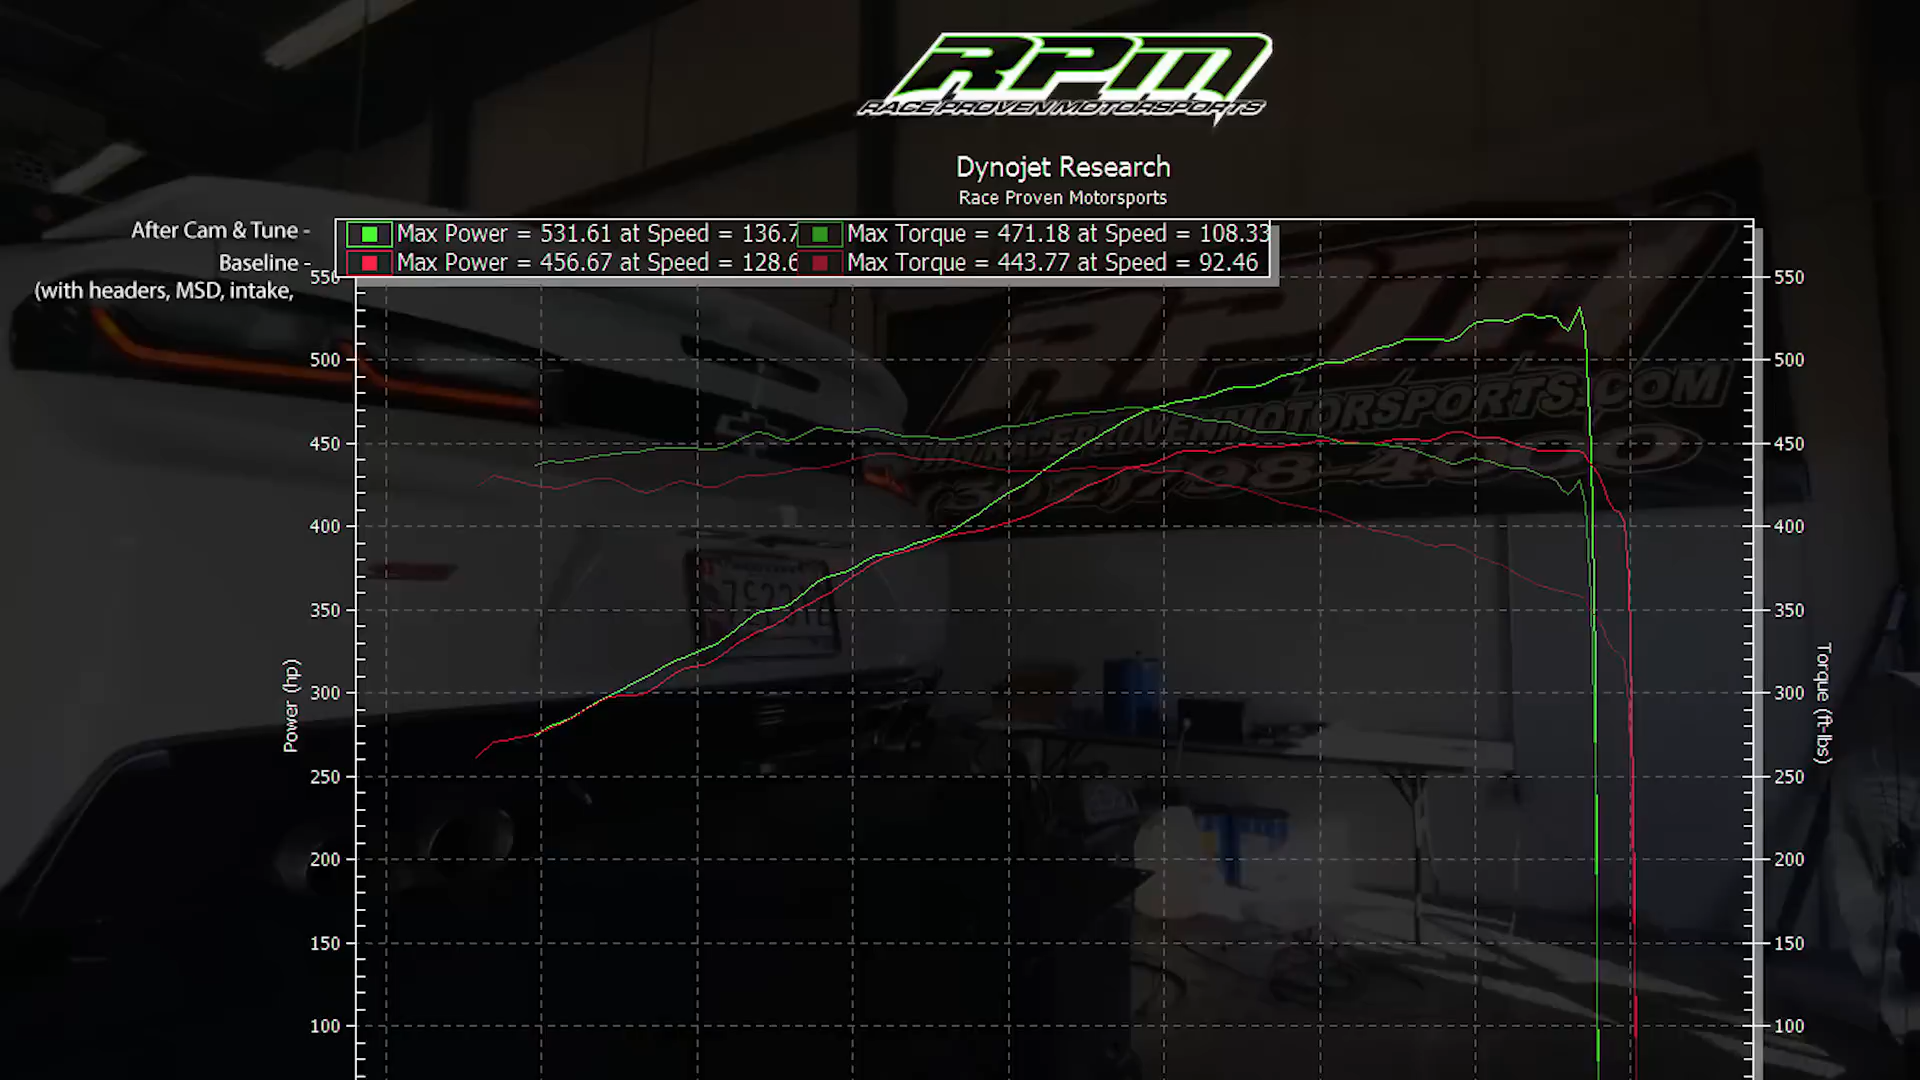 RPM
RACE PROVEN MOTORSPORTS
Dynojet Research
Race Proven Motorsports
After Cam & Tune -
Max Power = 531.61 at Speed = 136.7
Max Torque = 471.18 at Speed = 108.33
Baseline -
Max Power = 456.67 at Speed = 128.6
Max Torque = 443.77 at Speed = 92.46
(with headers, MSD, intake,
550
500
450
400
350
300
250
200
150
100
Power (hp)
550
500
450
400
350
300
250
200
150
100
Torque (ft-lbs)
RPM
RACEPROVENMOTORSPORTS.COM